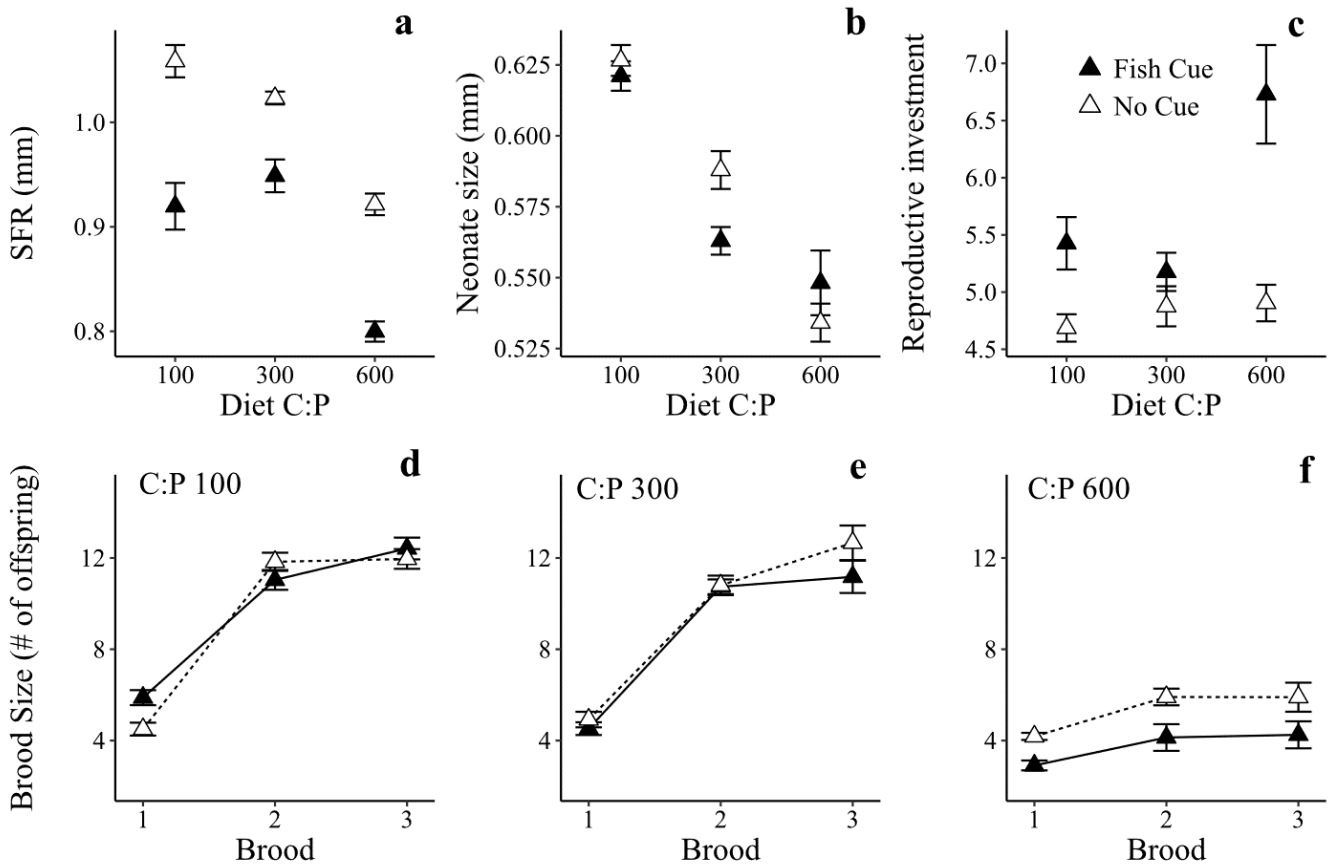 a
SFR (mm)
1.0
0.9
0.8
100
300
600
Diet C:P
b
Neonate size (mm)
0.625
0.600
0.575
0.550
0.525
100
300
600
Diet C:P
c
Reproductive investment
7.0
6.5
6.0
5.5
5.0
4.5
Fish Cue
No Cue
100
300
600
Diet C:P
d
C:P 100
Brood Size (# of offspring)
12
8
4
1
2
3
Brood
e
C:P 300
12
8
4
1
2
3
Brood
f
C:P 600
12
8
4
1
2
3
Brood